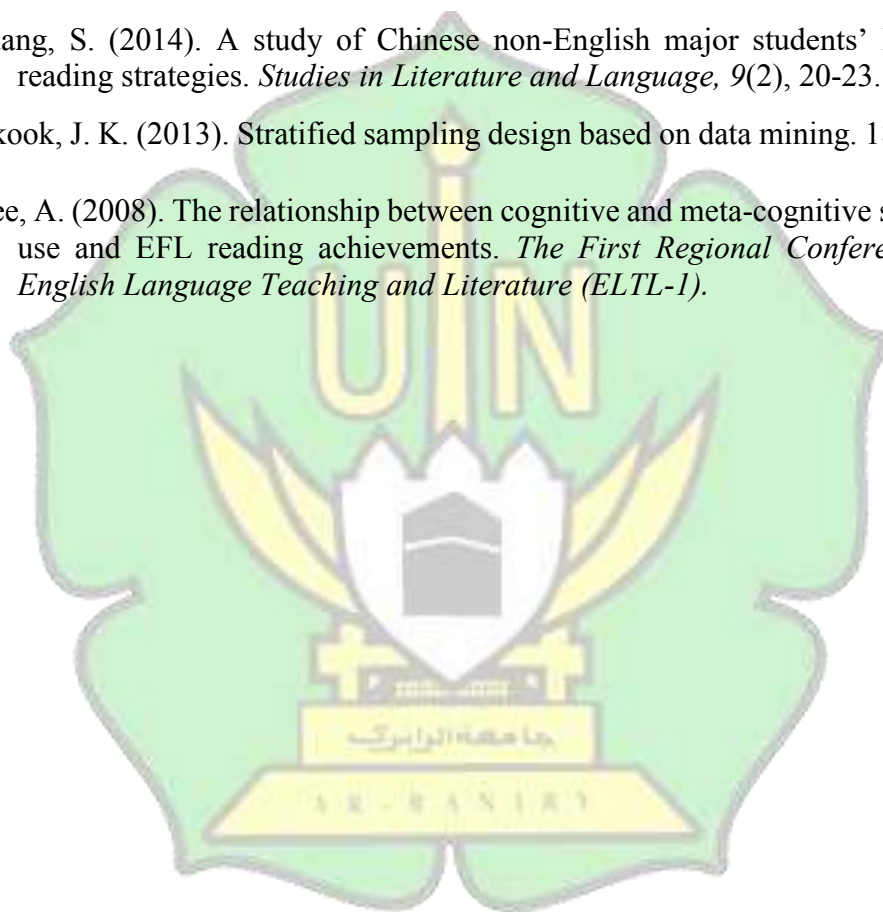 ang, S. (2014). A study of Chinese non-English major students’
reading strategies. Studies in Literature and Language, 9(2), 20-23.
kook, J. K. (2013). Stratified sampling design based on data mining. 1
ee, A. (2008). The relationship between cognitive and meta-cognitive s
use and EFL reading achievements. The First Regional Confere
English Language Teaching and Literature (ELTL-1).
UIN
جامعة الرانيري
AR-RANIRY